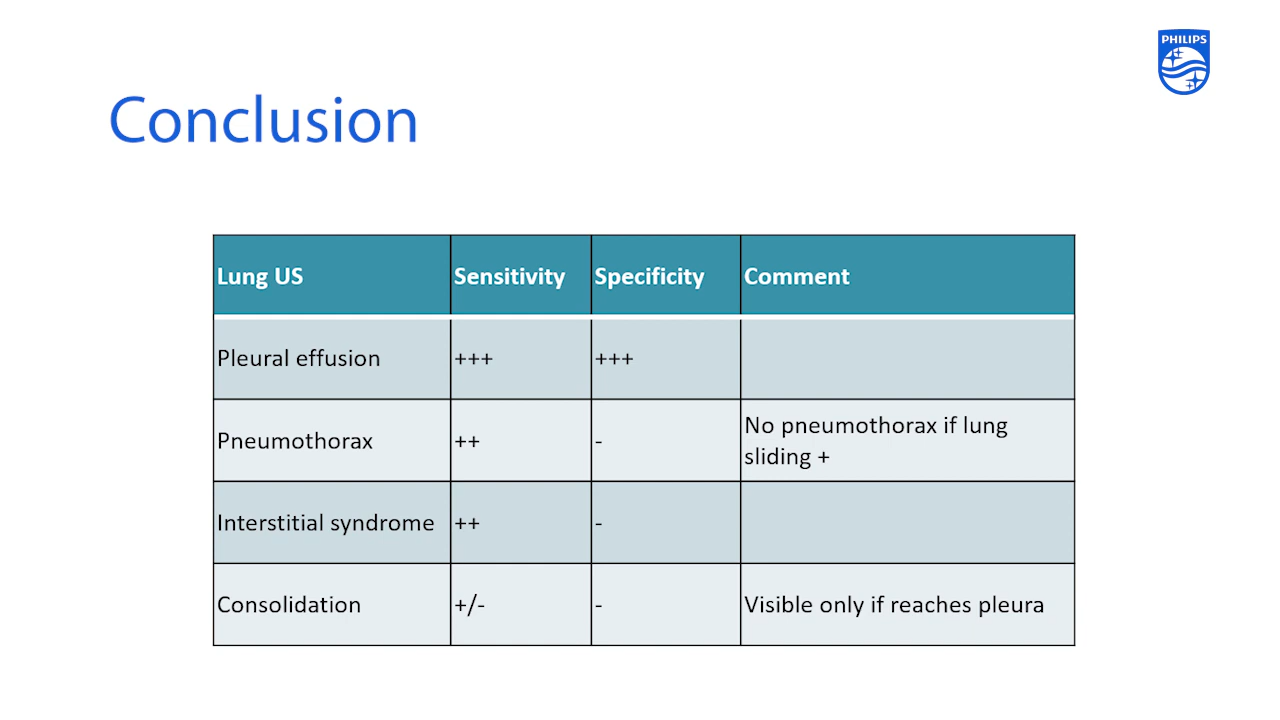 PHILIPS
Conclusion
Lung US Sensitivity Specificity Comment
Pleural effusion +++ +++
Pneumothorax ++ - No pneumothorax if lung
sliding +
Interstitial syndrome ++ -
Consolidation +/- - Visible only if reaches pleura